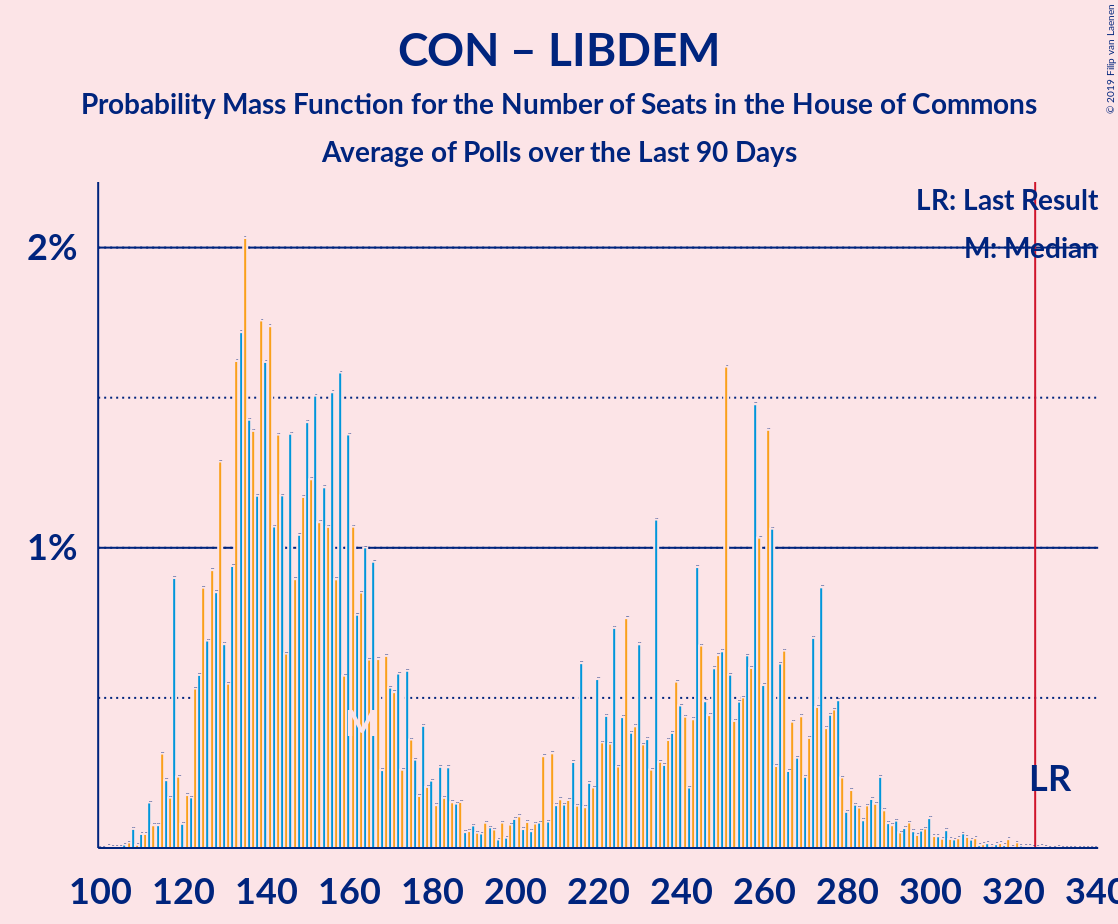 CON – LIBDEM
Probability Mass Function for the Number of Seats in the House of Commons
Average of Polls over the Last 90 Days
© 2019 Filip van Laenen
LR: Last Result
M: Median
2%
1%
M
LR
100 120 140 160 180 200 220 240 260 280 300 320 340